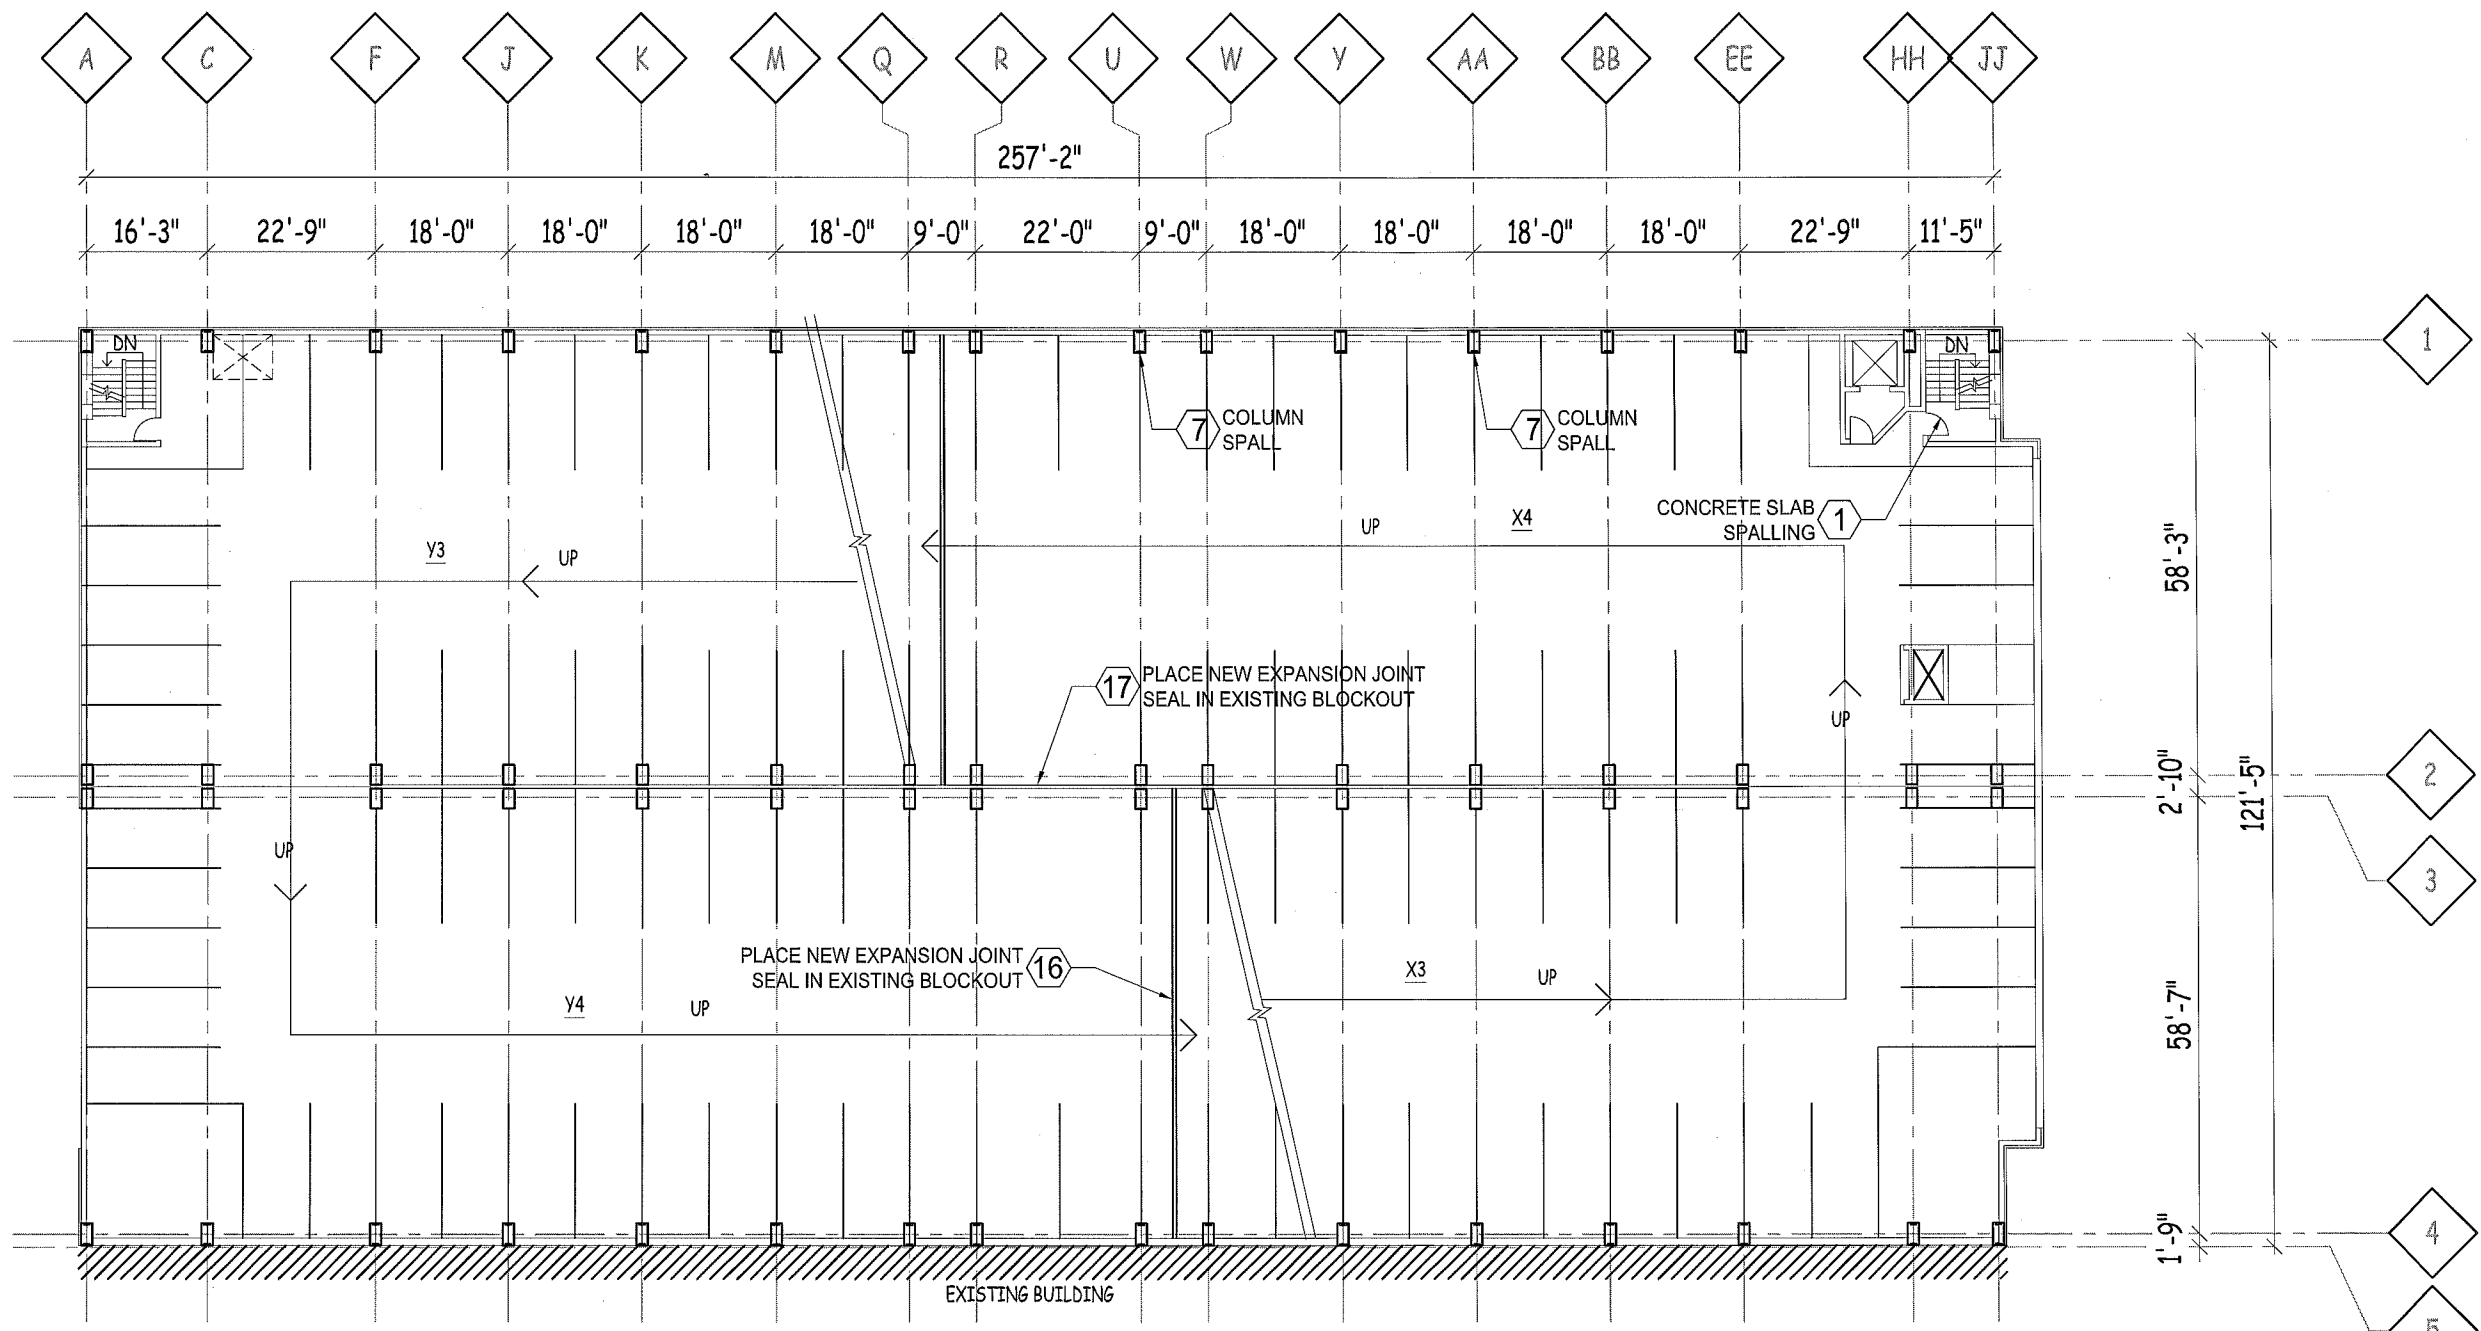 A C F J K M Q R U W Y AA BB EE HH JJ
257'-2"
16'-3" 22'-9" 18'-0" 18'-0" 18'-0" 18'-0" 9'-0" 22'-0" 9'-0" 18'-0" 18'-0" 18'-0" 18'-0" 22'-9" 11'-5"
1
DN
DN
7 COLUMN
SPALL
7 COLUMN
SPALL
CONCRETE SLAB
SPALLING
1
UP
X4
Y3
UP
58'-3"
17 PLACE NEW EXPANSION JOINT
SEAL IN EXISTING BLOCKOUT
UP
2
2'-10"
121'-5"
3
UP
PLACE NEW EXPANSION JOINT
SEAL IN EXISTING BLOCKOUT
16
X3
UP
Y4
UP
58'-7"
4
1'-9"
EXISTING BUILDING
5